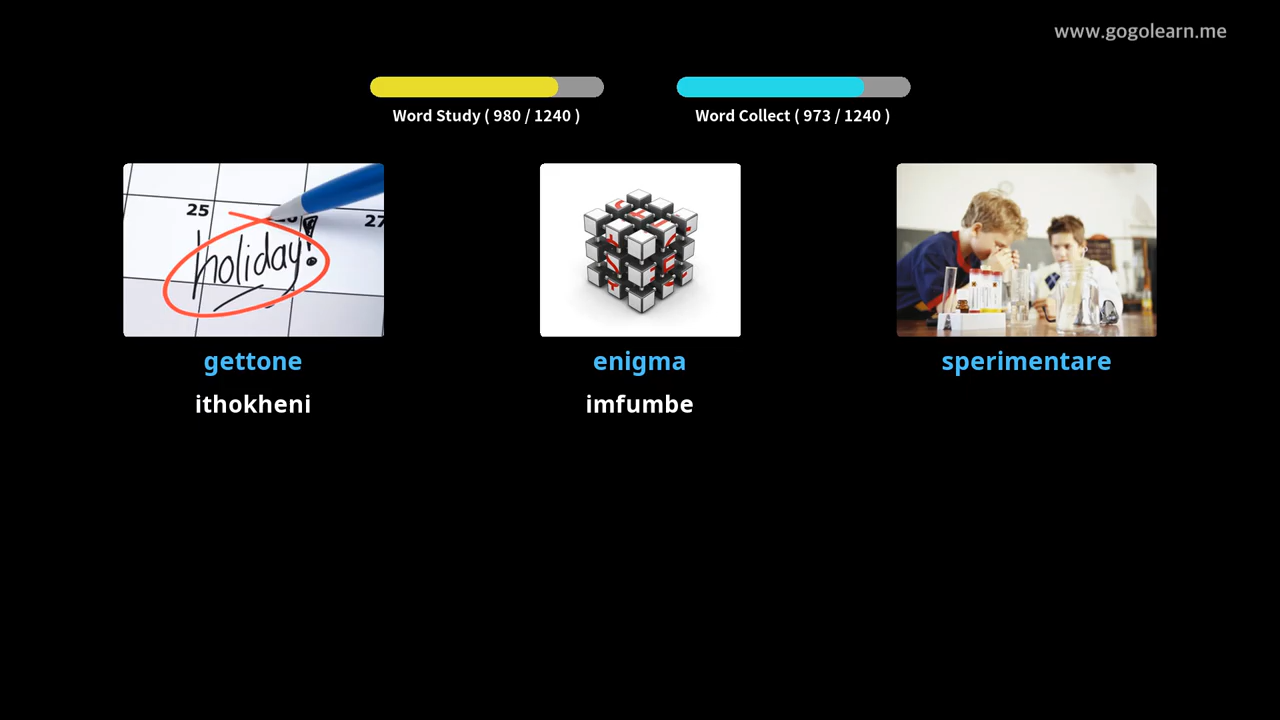 www.gogolearn.me
Word Study ( 980 / 1240 )
Word Collect ( 973 / 1240 )
25
27
holiday!
gettone
enigma
sperimentare
ithokheni
imfumbe